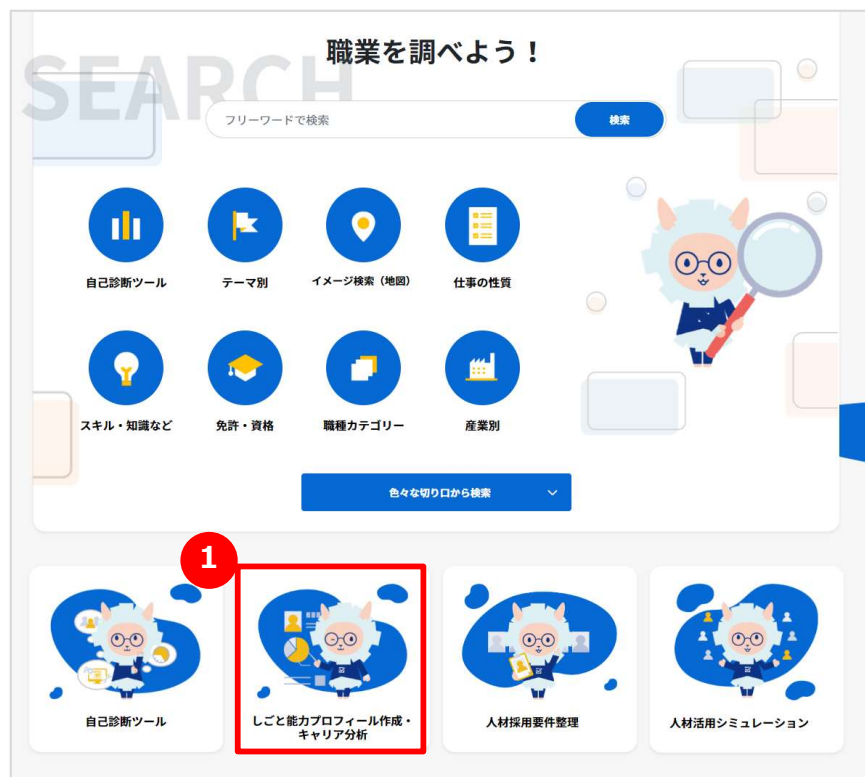 SEARCH
職業を調べよう！
フリーワードで検索
検索
自己診断ツール
テーマ別
イメージ検索（地図）
仕事の性質
スキル・知識など
免許・資格
職種カテゴリー
産業別
色々な切り口から検索
1
自己診断ツール
しごと能力プロフィール作成・
キャリア分析
人材採用要件整理
人材活用シミュレーション